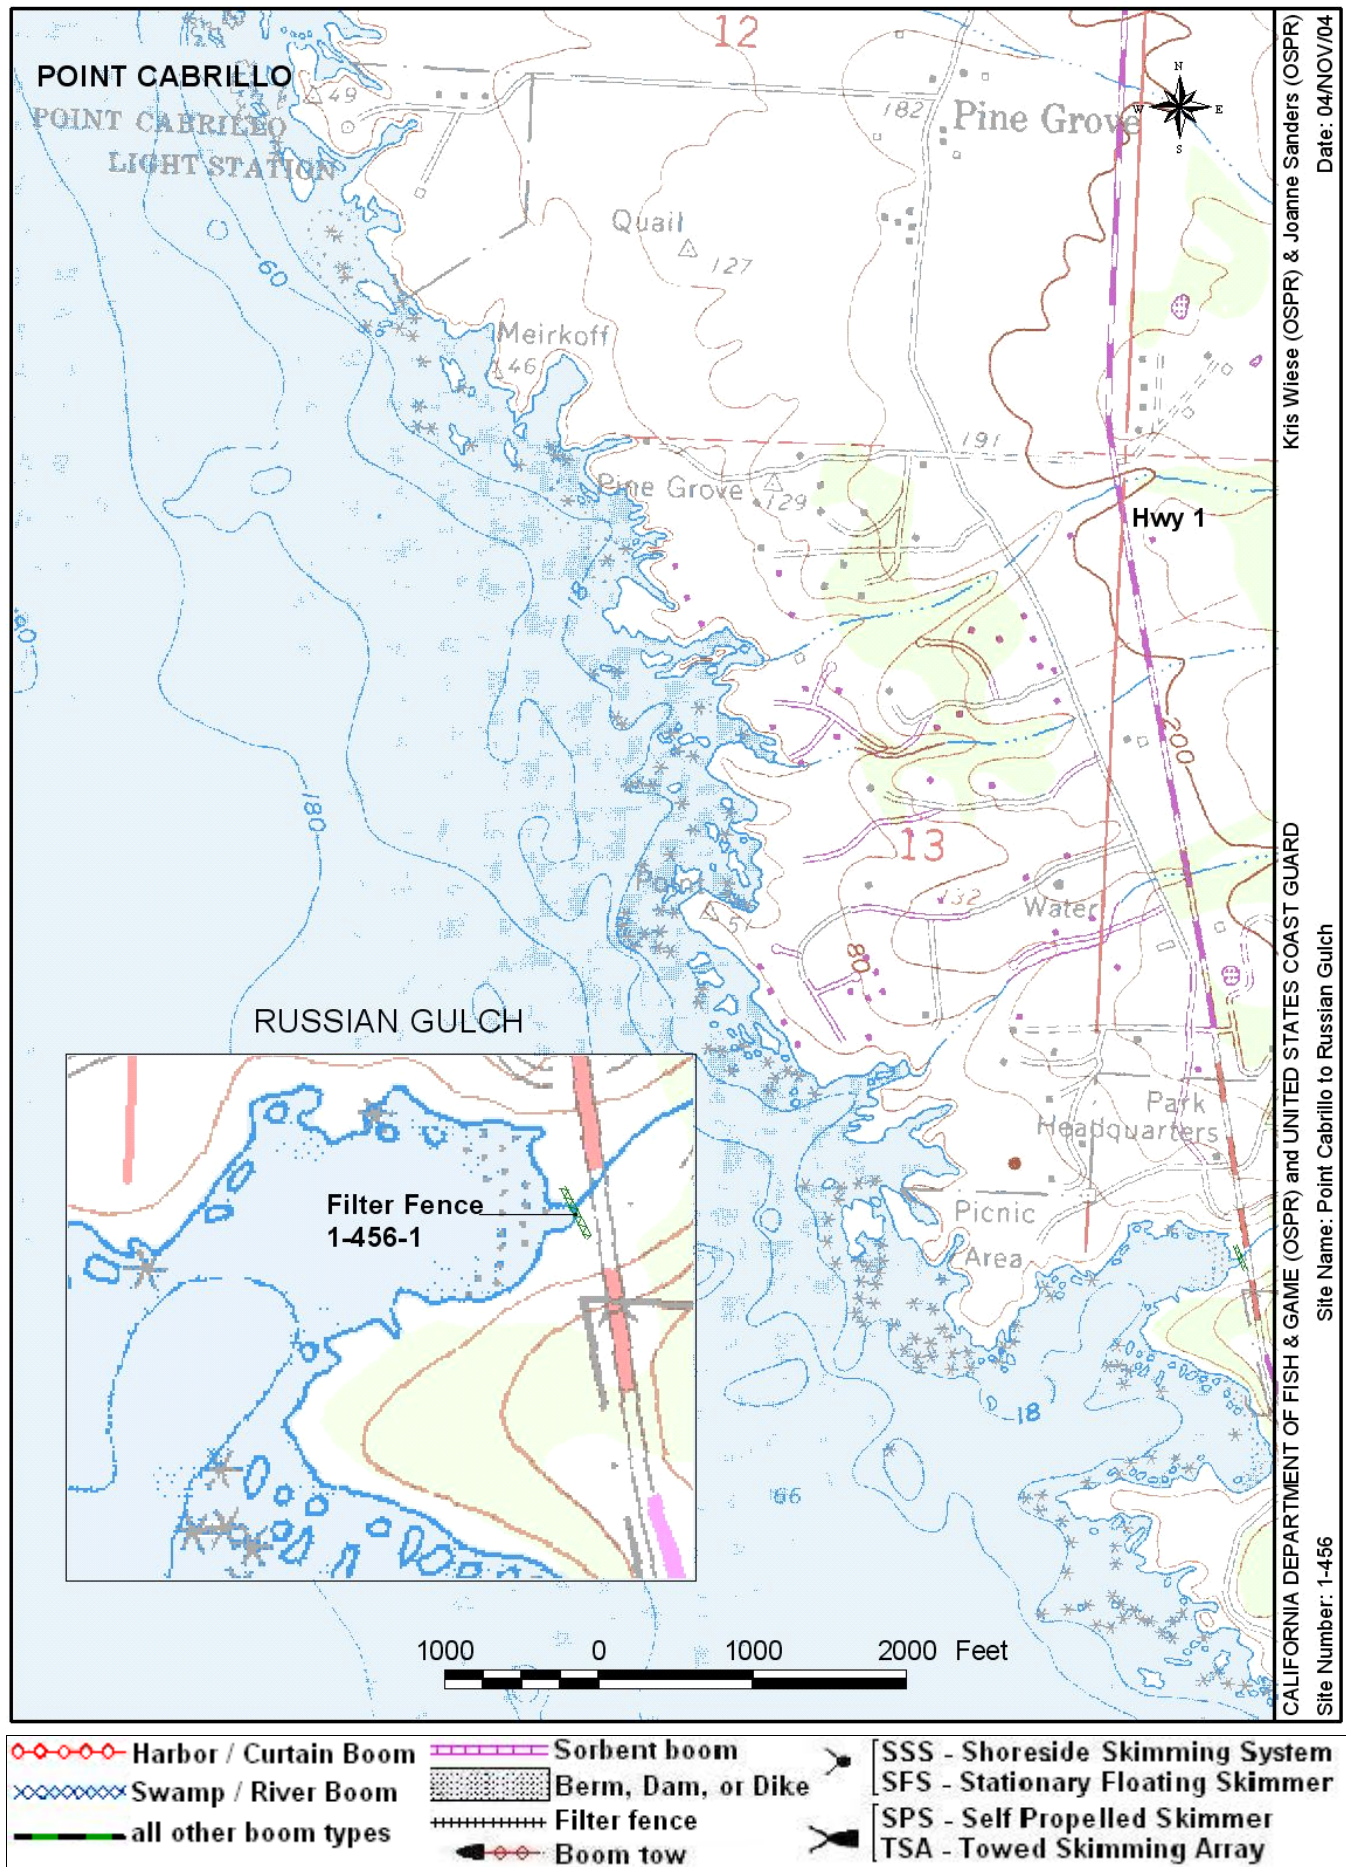 12
POINT CABRILLO
49
POINT CABRILLO
LIGHT STATION
182
Pine Grove
N
W E
S
Quail
127
60
Meirkoff
46
191
Pine Grove
129
Hwy 1
18
200
180
13
132
Water
Point
51
80
RUSSIAN GULCH
Park
Headquarters
Filter Fence
1-456-1
Picnic
Area
18
66
1000 0 1000 2000 Feet
Kris Wiese (OSPR) & Joanne Sanders (OSPR)
Date: 04/NOV/04
CALIFORNIA DEPARTMENT OF FISH & GAME (OSPR) and UNITED STATES COAST GUARD
Site Number: 1-456
Site Name: Point Cabrillo to Russian Gulch
Harbor / Curtain Boom
Swamp / River Boom
all other boom types
Sorbent boom
Berm, Dam, or Dike
Filter fence
Boom tow
SSS - Shoreside Skimming System
SFS - Stationary Floating Skimmer
SPS - Self Propelled Skimmer
TSA - Towed Skimming Array